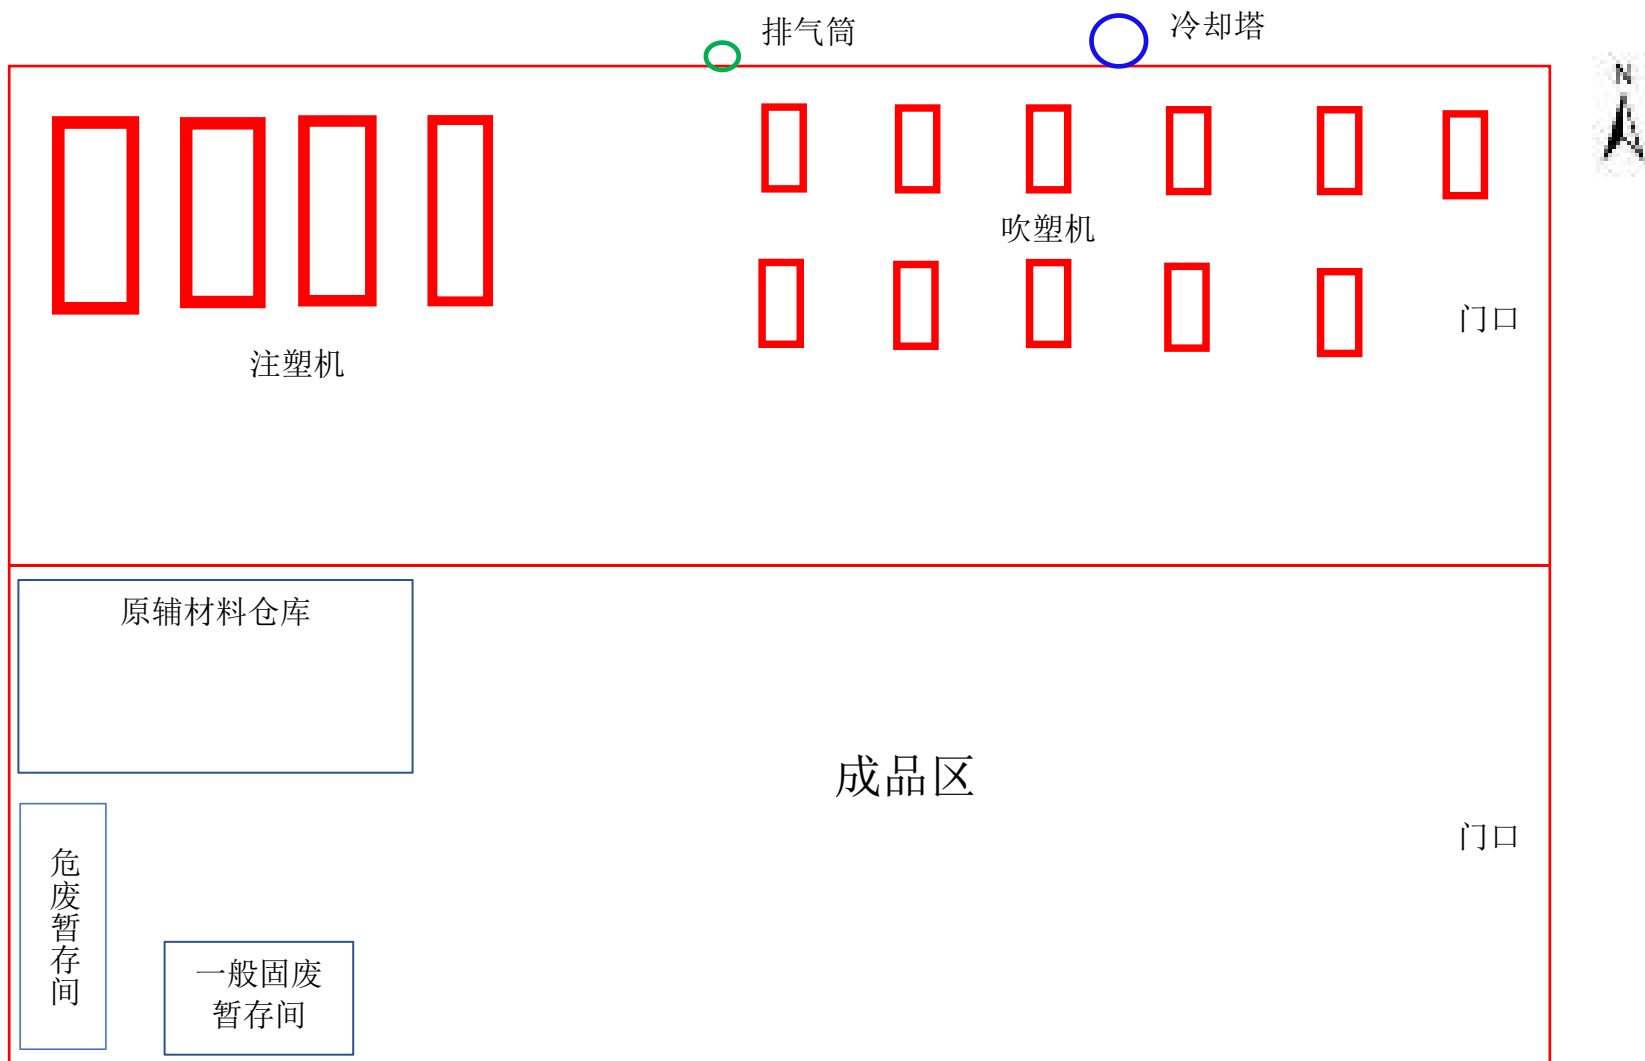 排气筒
冷却塔
N
吹塑机
门口
注塑机
原辅材料仓库
成品区
门口
危废暂存间
一般固废
暂存间